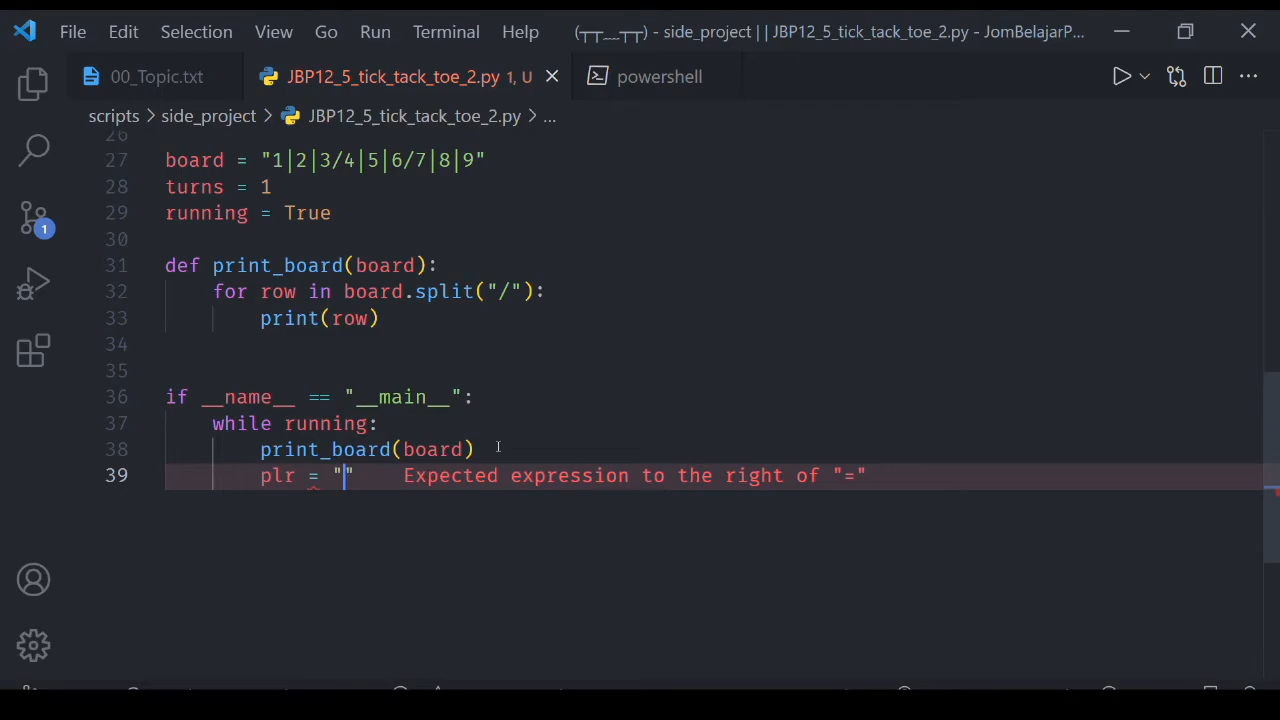 File Edit Selection View Go Run Terminal Help (┬┬﹏┬┬) - side_project || JBP12_5_tick_tack_toe_2.py - JomBelajarP...
00_Topic.txt JBP12_5_tick_tack_toe_2.py 1, U powershell
scripts > side_project > JBP12_5_tick_tack_toe_2.py > ...
26
27 board = "1|2|3/4|5|6/7|8|9"
28 turns = 1
29 running = True
30
31 def print_board(board):
32 for row in board.split("/"):
33 print(row)
34
35
36 if __name__ == "__main__":
37 while running:
38 print_board(board)
39 plr = "" Expected expression to the right of "="
1